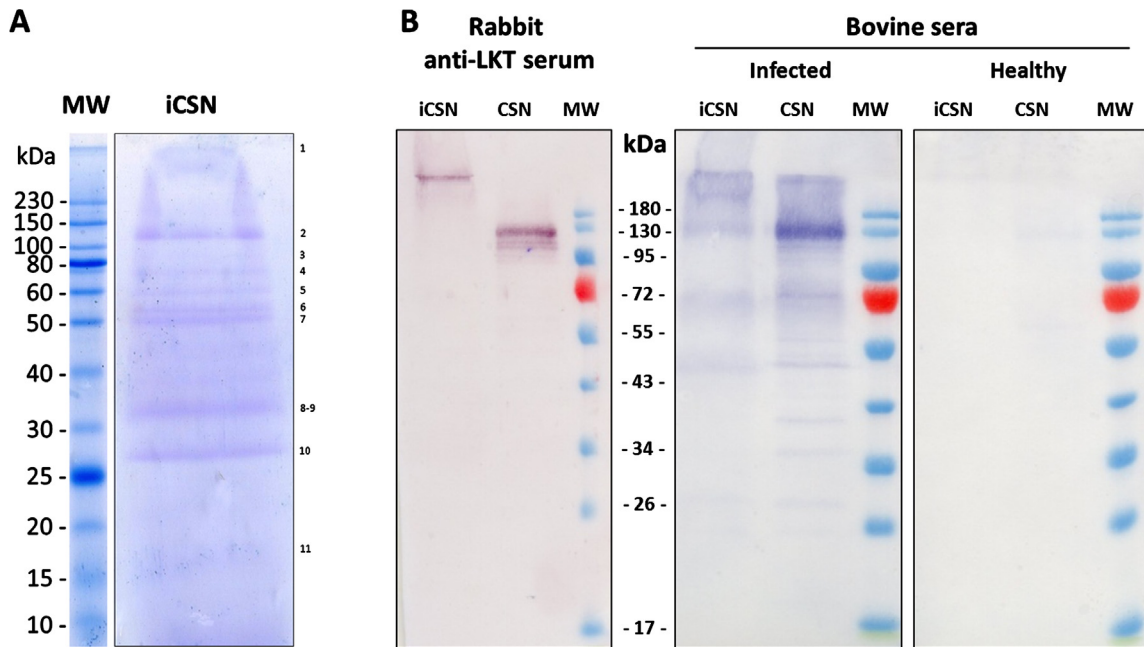 A
MW iCSN
kDa
230 -
150 -
100 -
80 -
60 -
50 -
40 -
30 -
25 -
20 -
15 -
10 -
1
2
3
4
5
6
7
8-9
10
11
B
Rabbit
anti-LKT serum
iCSN CSN MW
kDa
- 180 -
- 130 -
- 95 -
- 72 -
- 55 -
- 43 -
- 34 -
- 26 -
- 17 -
Bovine sera
Infected Healthy
iCSN CSN MW iCSN CSN MW